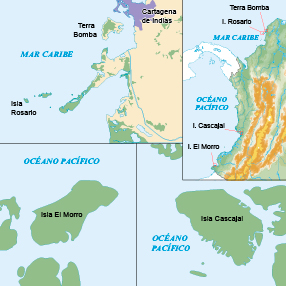 Cartagena
de Indias
Tierra
Bomba
MAR CARIBE
Isla
Rosario
Terra Bomba
I. Rosario
MAR CARIBE
OCÉANO
PACÍFICO
I. Cascajal
I. El Morro
OCÉANO PACÍFICO
Isla El Morro
Isla Cascajal
OCÉANO
PACÍFICO